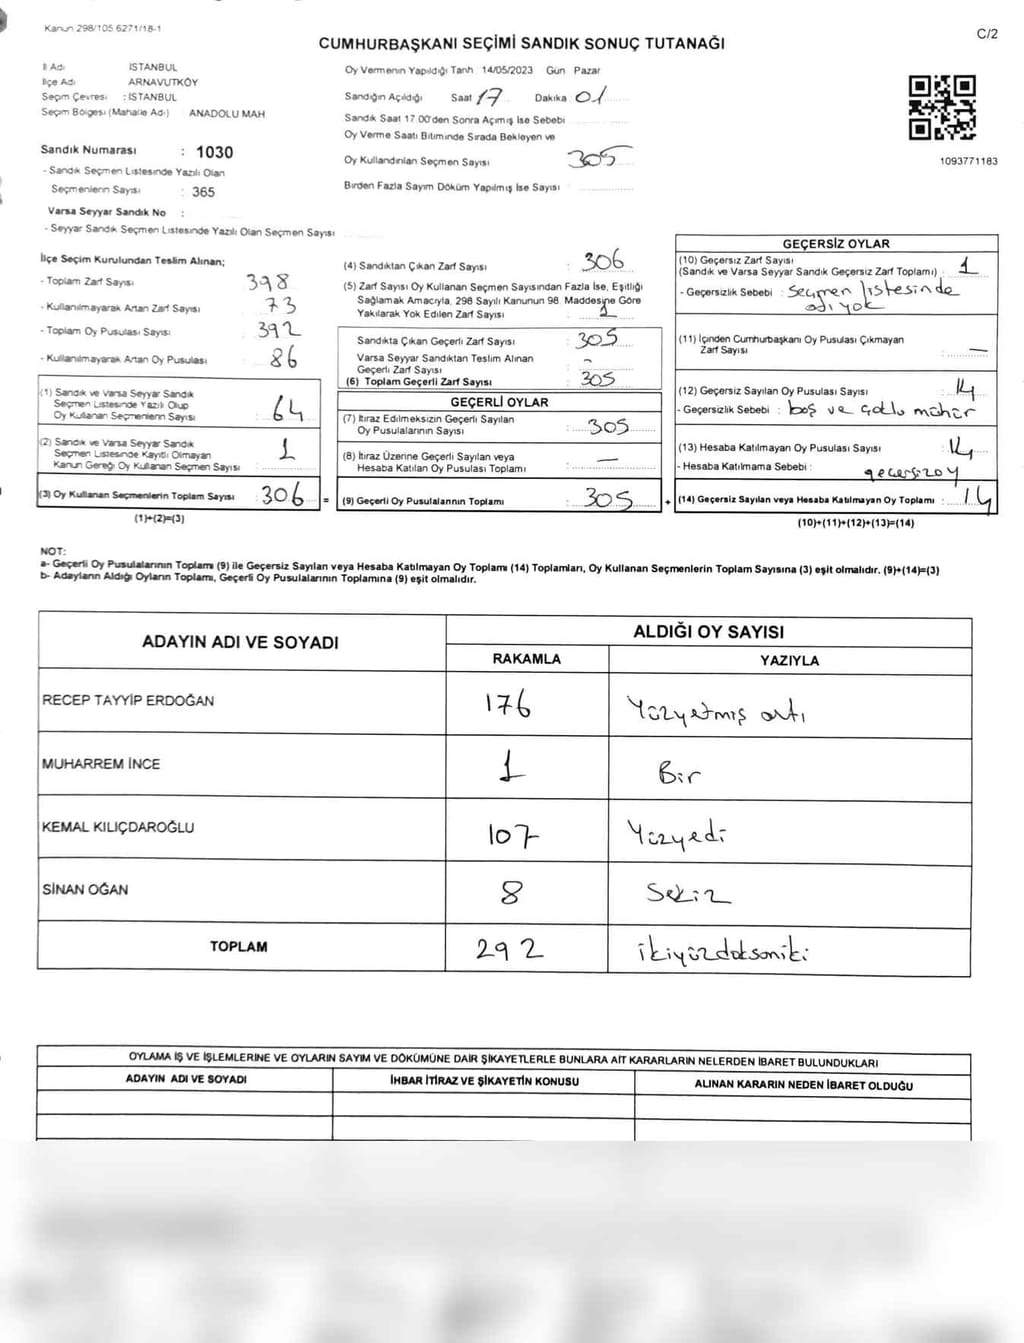 Kanun 298/105 6271/18-1
C/2
CUMHURBAŞKANI SEÇİMİ SANDIK SONUÇ TUTANAĞI
İl Adı : İSTANBUL
İlçe Adı ARNAVUTKÖY
Seçim Çevresi : İSTANBUL
Seçim Bölgesi (Mahalle Adı) ANADOLU MAH
Sandık Numarası : 1030
- Sandık Seçmen Listesinde Yazılı Olan
Seçmenlerin Sayısı : 365
Varsa Seyyar Sandık No :
- Seyyar Sandık Seçmen Listesinde Yazılı Olan Seçmen Sayısı
Oy Vermenin Yapıldığı Tarih 14/05/2023 Gün Pazar
Sandığın Açıldığı Saat 17 Dakika : 01
Sandık Saat 17.00'den Sonra Açımış İse Sebebi
Oy Verme Saati Bitiminde Sırada Bekleyen ve
Oy Kullandırılan Seçmen Sayısı 305
Birden Fazla Sayım Döküm Yapılmış İse Sayısı :
1093771183
İlçe Seçim Kurulundan Teslim Alınan;
- Toplam Zarf Sayısı : 398
- Kullanılmayarak Artan Zarf Sayısı : 73
- Toplam Oy Pusulası Sayısı : 392
- Kullanılmayarak Artan Oy Pusulası : 86
(1) Sandık ve Varsa Seyyar Sandık
Seçmen Listesinde Yazılı Olup
Oy Kullanan Seçmenlerin Sayısı : 64
(2) Sandık ve Varsa Seyyar Sandık
Seçmen Listesinde Kayıtlı Olmayan
Kanun Gereği Oy Kullanan Seçmen Sayısı : 1
(3) Oy Kullanan Seçmenlerin Toplam Sayısı : 306 =
(1)+(2)=(3)
(4) Sandıktan Çıkan Zarf Sayısı : 306
(5) Zarf Sayısı Oy Kullanan Seçmen Sayısından Fazla İse, Eşitliği
Sağlamak Amacıyla, 298 Sayılı Kanunun 98. Maddesine Göre
Yakılarak Yok Edilen Zarf Sayısı : 1
Sandıkta Çıkan Geçerli Zarf Sayısı : 305
Varsa Seyyar Sandıktan Teslim Alınan
Geçerli Zarf Sayısı : -
(6) Toplam Geçerli Zarf Sayısı : 305
GEÇERLİ OYLAR
(7) İtiraz Edilmeksizin Geçerli Sayılan
Oy Pusulalarının Sayısı : 305
(8) İtiraz Üzerine Geçerli Sayılan veya
Hesaba Katılan Oy Pusulası Toplamı : —
(9) Geçerli Oy Pusulalarının Toplamı : 305 +
GEÇERSİZ OYLAR
(10) Geçersiz Zarf Sayısı
(Sandık ve Varsa Seyyar Sandık Geçersiz Zarf Toplamı) : 1
- Geçersizlik Sebebi : Seçmen listesinde
adı yok
(11) İçinden Cumhurbaşkanı Oy Pusulası Çıkmayan
Zarf Sayısı : —
(12) Geçersiz Sayılan Oy Pusulası Sayısı : 14
- Geçersizlik Sebebi : boş ve çoklu mühür
(13) Hesaba Katılmayan Oy Pusulası Sayısı : 14
- Hesaba Katılmama Sebebi : geçersiz oy
(14) Geçersiz Sayılan veya Hesaba Katılmayan Oy Toplamı : 14
(10)+(11)+(12)+(13)=(14)
NOT:
a- Geçerli Oy Pusulalarının Toplamı (9) ile Geçersiz Sayılan veya Hesaba Katılmayan Oy Toplamı (14) Toplamları, Oy Kullanan Seçmenlerin Toplam Sayısına (3) eşit olmalıdır. (9)+(14)=(3)
b- Adayların Aldığı Oyların Toplamı, Geçerli Oy Pusulalarının Toplamına (9) eşit olmalıdır.
ADAYIN ADI VE SOYADI ALDIĞI OY SAYISI
RAKAMLA YAZIYLA
RECEP TAYYİP ERDOĞAN 176 Yüzyetmiş altı
MUHARREM İNCE 1 Bir
KEMAL KILIÇDAROĞLU 107 Yüzyedi
SİNAN OĞAN 8 Sekiz
TOPLAM 292 ikiyüzdoksaniki
OYLAMA İŞ VE İŞLEMLERİNE VE OYLARIN SAYIM VE DÖKÜMÜNE DAİR ŞİKAYETLERLE BUNLARA AİT KARARLARIN NELERDEN İBARET BULUNDUKLARI
ADAYIN ADI VE SOYADI İHBAR İTİRAZ VE ŞİKAYETİN KONUSU ALINAN KARARIN NEDEN İBARET OLDUĞU